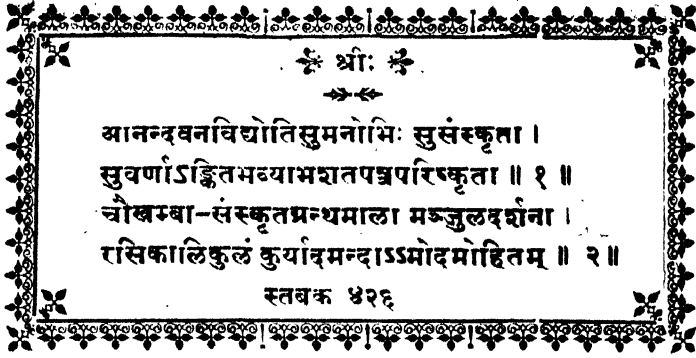 श्रीः
आनन्दवनविद्योतिसुमनोभिः सुसंस्कृता ।
सुवर्णाऽङ्कितभव्याभशतपत्रपरिष्कृता ॥ १ ॥
चौखम्बा-संस्कृतग्रन्थमाला मञ्जुलदर्शना ।
रसिकालिकुलं कुर्यादमन्दाऽऽमोदमोहितम् ॥ २॥
स्तबक ४२६